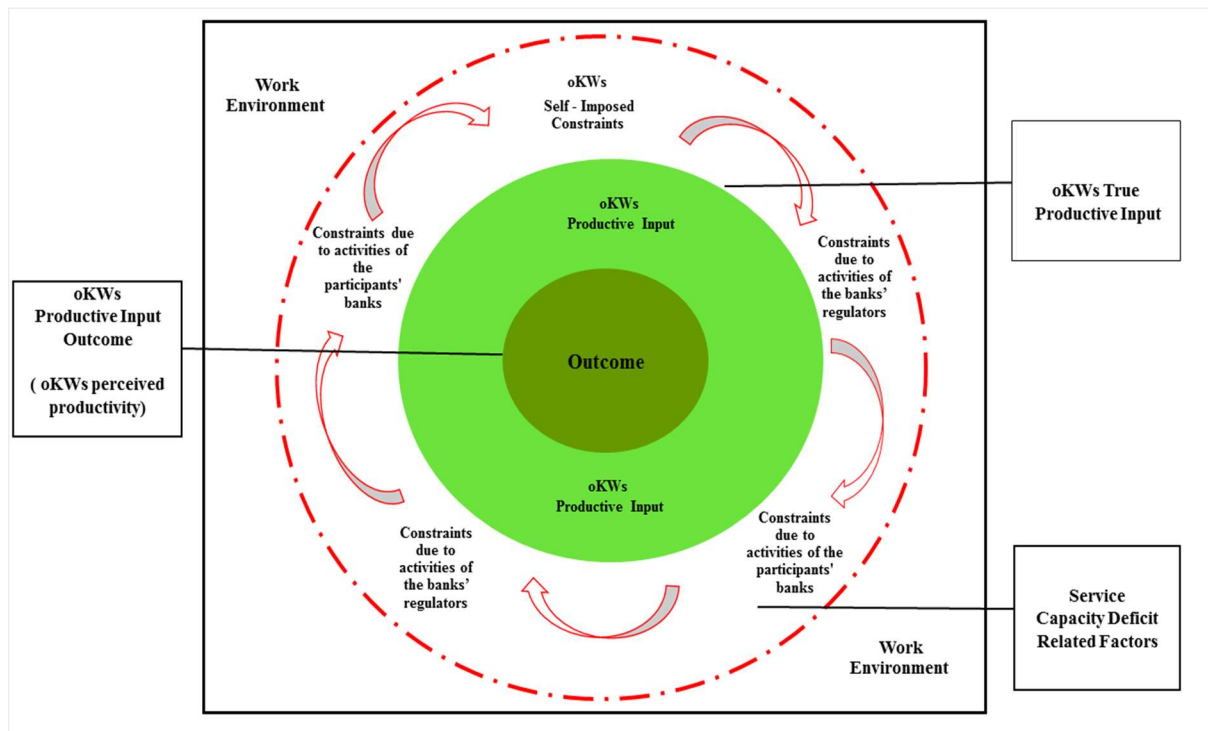 Work
Environment
oKWs
Self - Imposed
Constraints
oKWs
Productive Input
oKWs True
Productive Input
Constraints due
to activities of
the
participants'
banks
Constraints
due to
activities of
the banks’
regulators
oKWs
Productive Input
Outcome
( oKWs perceived
productivity)
Outcome
oKWs
Productive Input
Constraints
due to
activities of
the banks’
regulators
Constraints
due to
activities of the
participants'
banks
Service
Capacity Deficit
Related Factors
Work
Environment